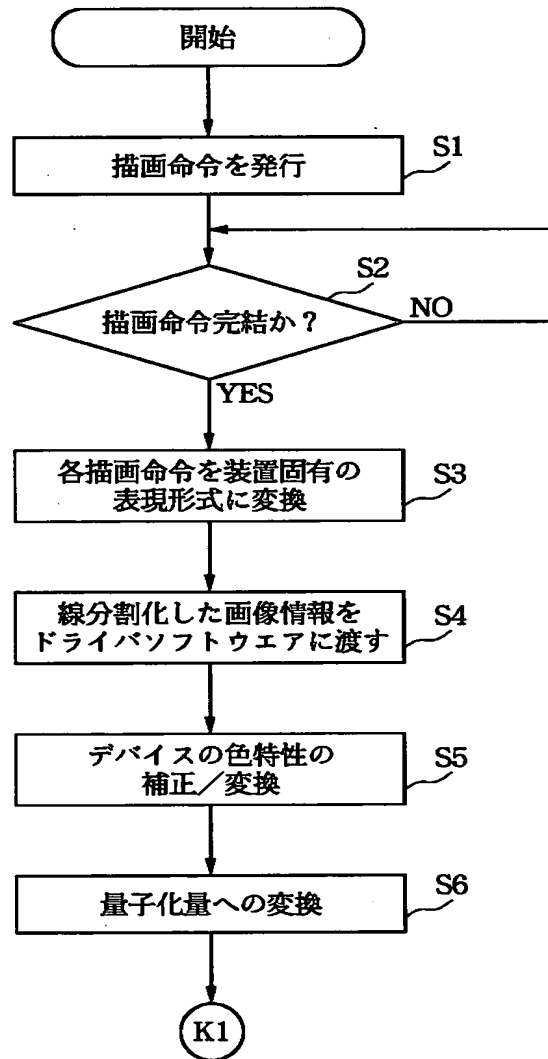 開始
描画命令を発行
S1
描画命令完結か？
S2
NO
YES
各描画命令を装置固有の
表現形式に変換
S3
線分割化した画像情報を
ドライバソフトウエアに渡す
S4
デバイスの色特性の
補正／変換
S5
量子化量への変換
S6
K1